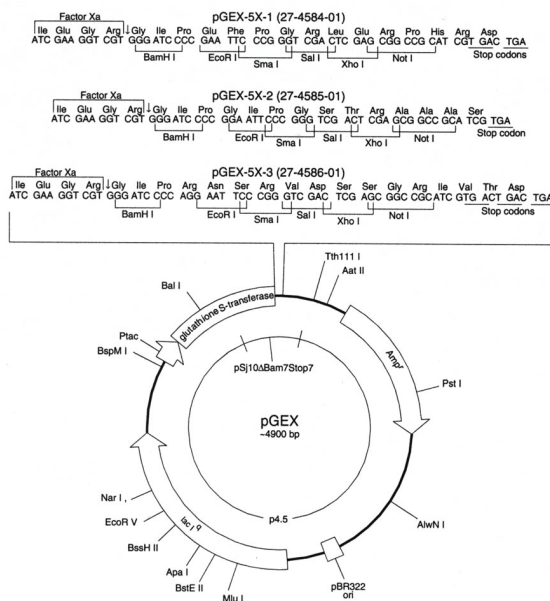 pGEX-5X-1 (27-4584-01)
Factor Xa
Ile Glu Gly Arg ↓Gly Ile Pro Glu Phe Pro Gly Arg Leu Glu Arg Pro His Arg Asp
ATC GAA GGT CGT GGG ATC CCC GAA TTC CCG GGT CGA CTC GAG CGG CCG CAT CGT GAC TGA
BamH I EcoR I Sma I Sal I Xho I Not I Stop codons
pGEX-5X-2 (27-4585-01)
Factor Xa
Ile Glu Gly Arg ↓Gly Ile Pro Gly Ile Pro Gly Ser Thr Arg Ala Ala Ala Ser
ATC GAA GGT CGT GGG ATC CCC GGA ATT CCC GGG TCG ACT CGA GCG GCC GCA TCG TGA
BamH I EcoR I Sma I Sal I Xho I Not I Stop codon
pGEX-5X-3 (27-4586-01)
Factor Xa
Ile Glu Gly Arg ↓Gly Ile Pro Arg Asn Ser Arg Val Asp Ser Ser Gly Arg Ile Val Thr Asp
ATC GAA GGT CGT GGG ATC CCC AGG AAT TCC CGG GTC GAC TCG AGC GGC CGC ATC GTG ACT GAC TGA
BamH I EcoR I Sma I Sal I Xho I Not I Stop codons
Tth111 I
Aat II
Bal I
glutathione S-transferase
Ptac
BspM I
pSj10ΔBam7Stop7
Ampr
Pst I
pGEX
~4900 bp
Nar I
EcoR V
BssH II
Apa I
BstE II
Mlu I
lac Iq
p4.5
AlwN I
pBR322
ori